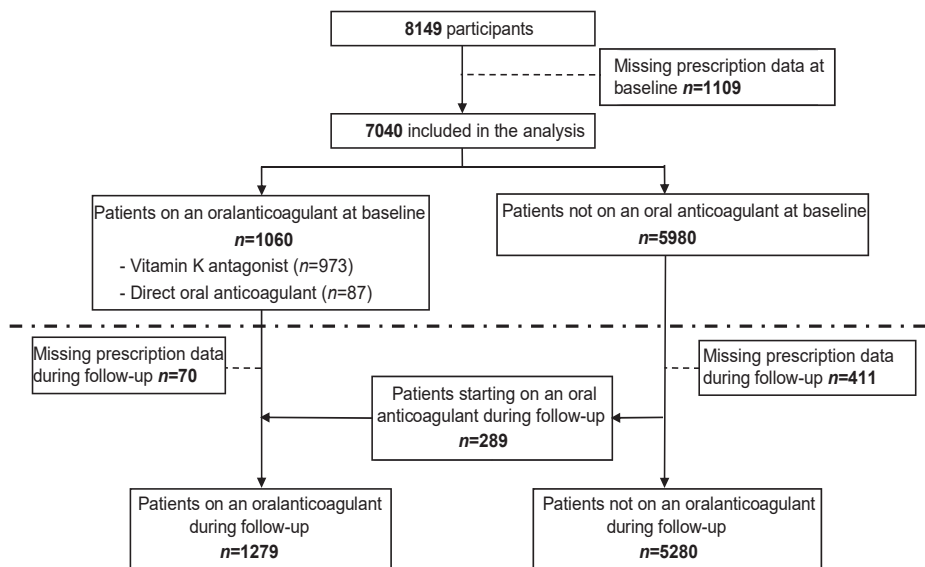 8149 participants
Missing prescription data at
baseline n=1109
7040 included in the analysis
Patients on an oralanticoagulant at baseline
n=1060
- Vitamin K antagonist (n=973)
- Direct oral anticoagulant (n=87)
Patients not on an oral anticoagulant at baseline
n=5980
Missing prescription data
during follow-up n=70
Missing prescription data
during follow-up n=411
Patients starting on an oral
anticoagulant during follow-up
n=289
Patients on an oralanticoagulant
during follow-up
n=1279
Patients not on an oralanticoagulant
during follow-up
n=5280